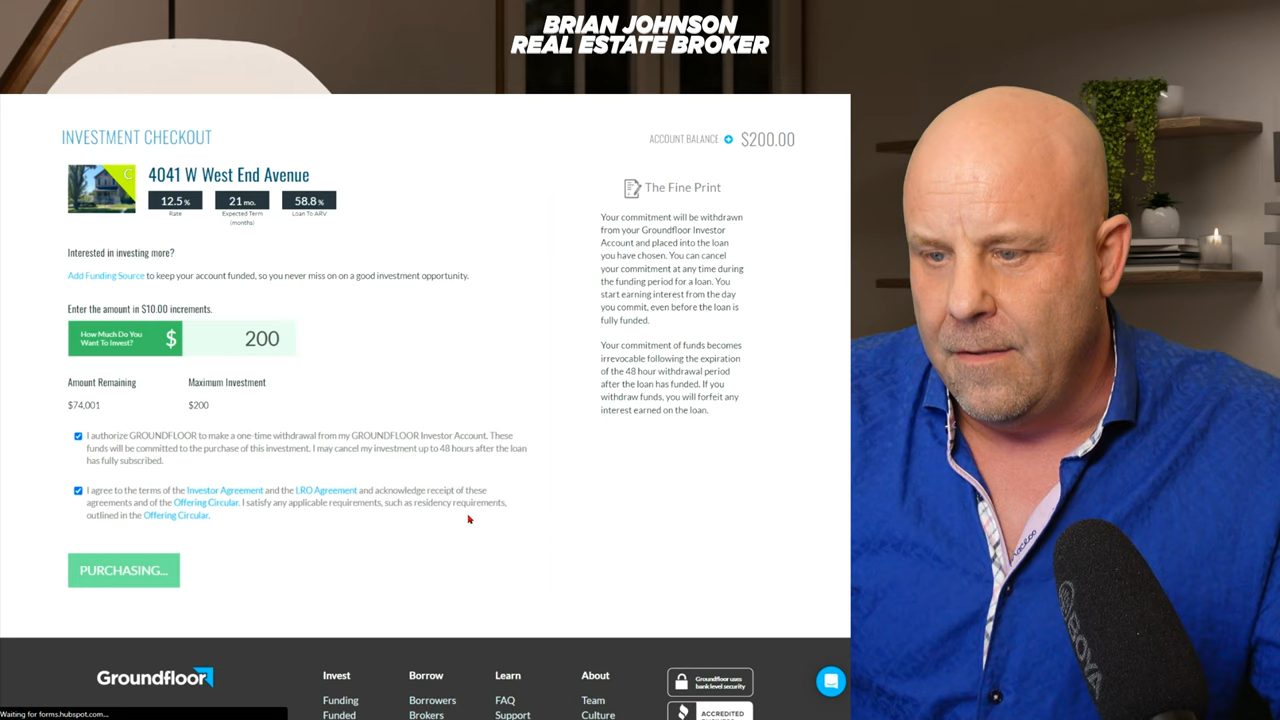 BRIAN JOHNSON
REAL ESTATE BROKER
INVESTMENT CHECKOUT
ACCOUNT BALANCE
$200.00
C
4041 W West End Avenue
12.5 %
21 mo.
58.8 %
Rate
Expected Term
(months)
Loan To ARV
Interested in investing more?
Add Funding Source to keep your account funded, so you never miss on on a good investment opportunity.
Enter the amount in $10.00 increments.
How Much Do You
Want To Invest?
$
200
Amount Remaining
Maximum Investment
$74,001
$200
I authorize GROUNDFLOOR to make a one-time withdrawal from my GROUNDFLOOR Investor Account. These
funds will be committed to the purchase of this investment. I may cancel my investment up to 48 hours after the loan
has fully subscribed.
I agree to the terms of the Investor Agreement and the LRO Agreement and acknowledge receipt of these
agreements and of the Offering Circular. I satisfy any applicable requirements, such as residency requirements,
outlined in the Offering Circular.
PURCHASING...
The Fine Print
Your commitment will be withdrawn
from your Groundfloor Investor
Account and placed into the loan
you have chosen. You can cancel
your commitment at any time during
the funding period for a loan. You
start earning interest from the day
you commit, even before the loan is
fully funded.
Your commitment of funds becomes
irrevocable following the expiration
of the 48 hour withdrawal period
after the loan has funded. If you
withdraw funds, you will forfeit any
interest earned on the loan.
Groundfloor
Invest
Funding
Funded
Borrow
Borrowers
Brokers
Learn
FAQ
Support
About
Team
Culture
Groundfloor uses
bank level security
ACCREDITED
Waiting for forms.hubspot.com...
BOYA